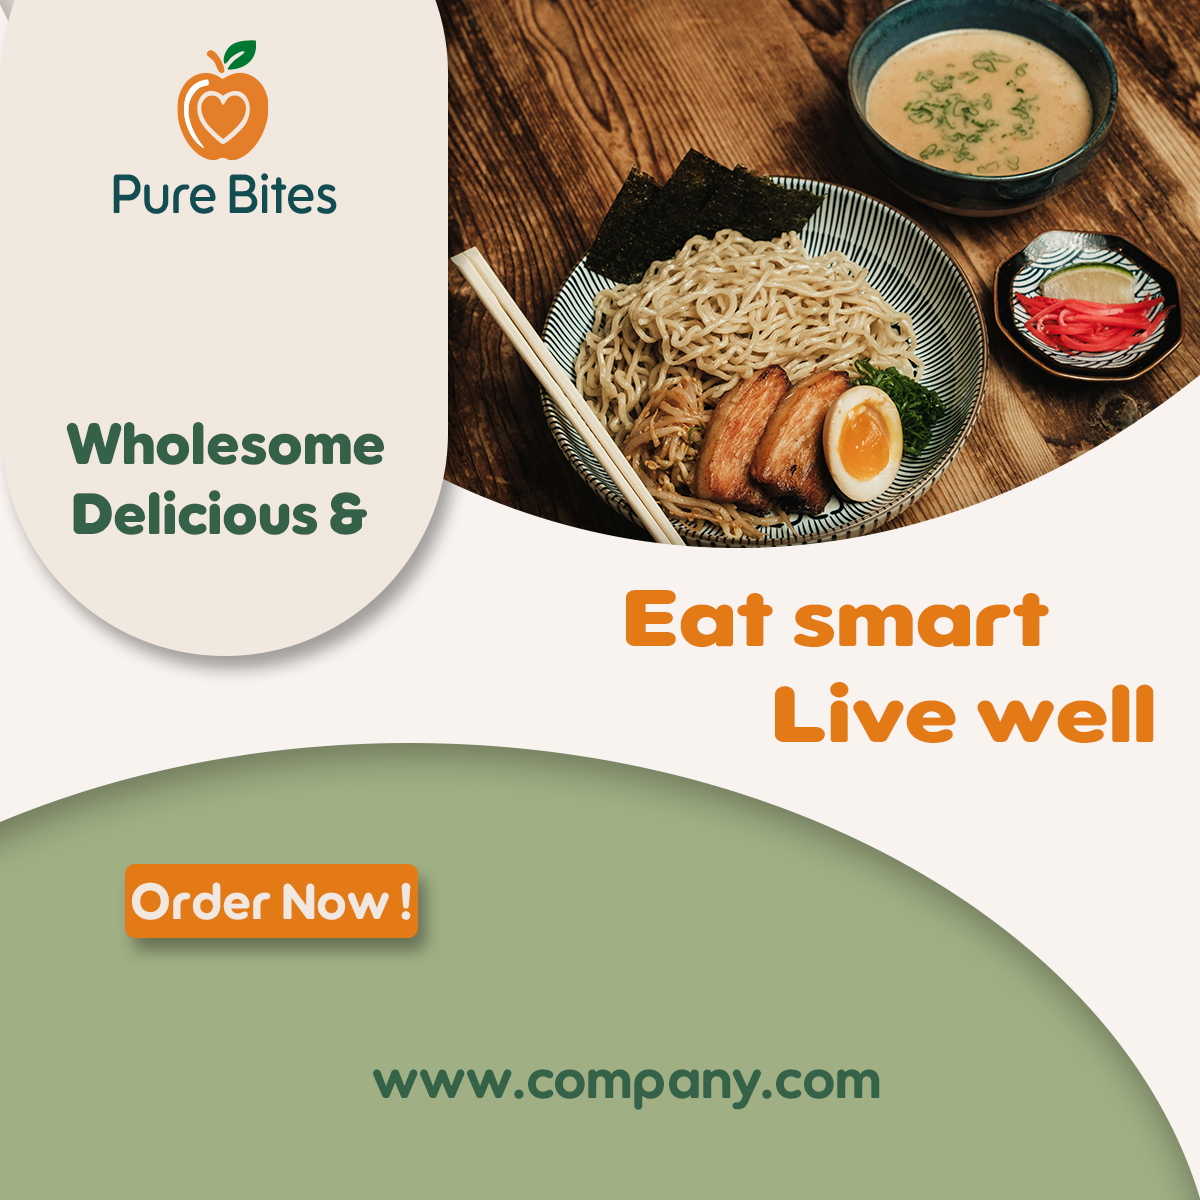 Pure Bites
Wholesome
Delicious &
Eat smart
Live well
Order Now !
www.company.com